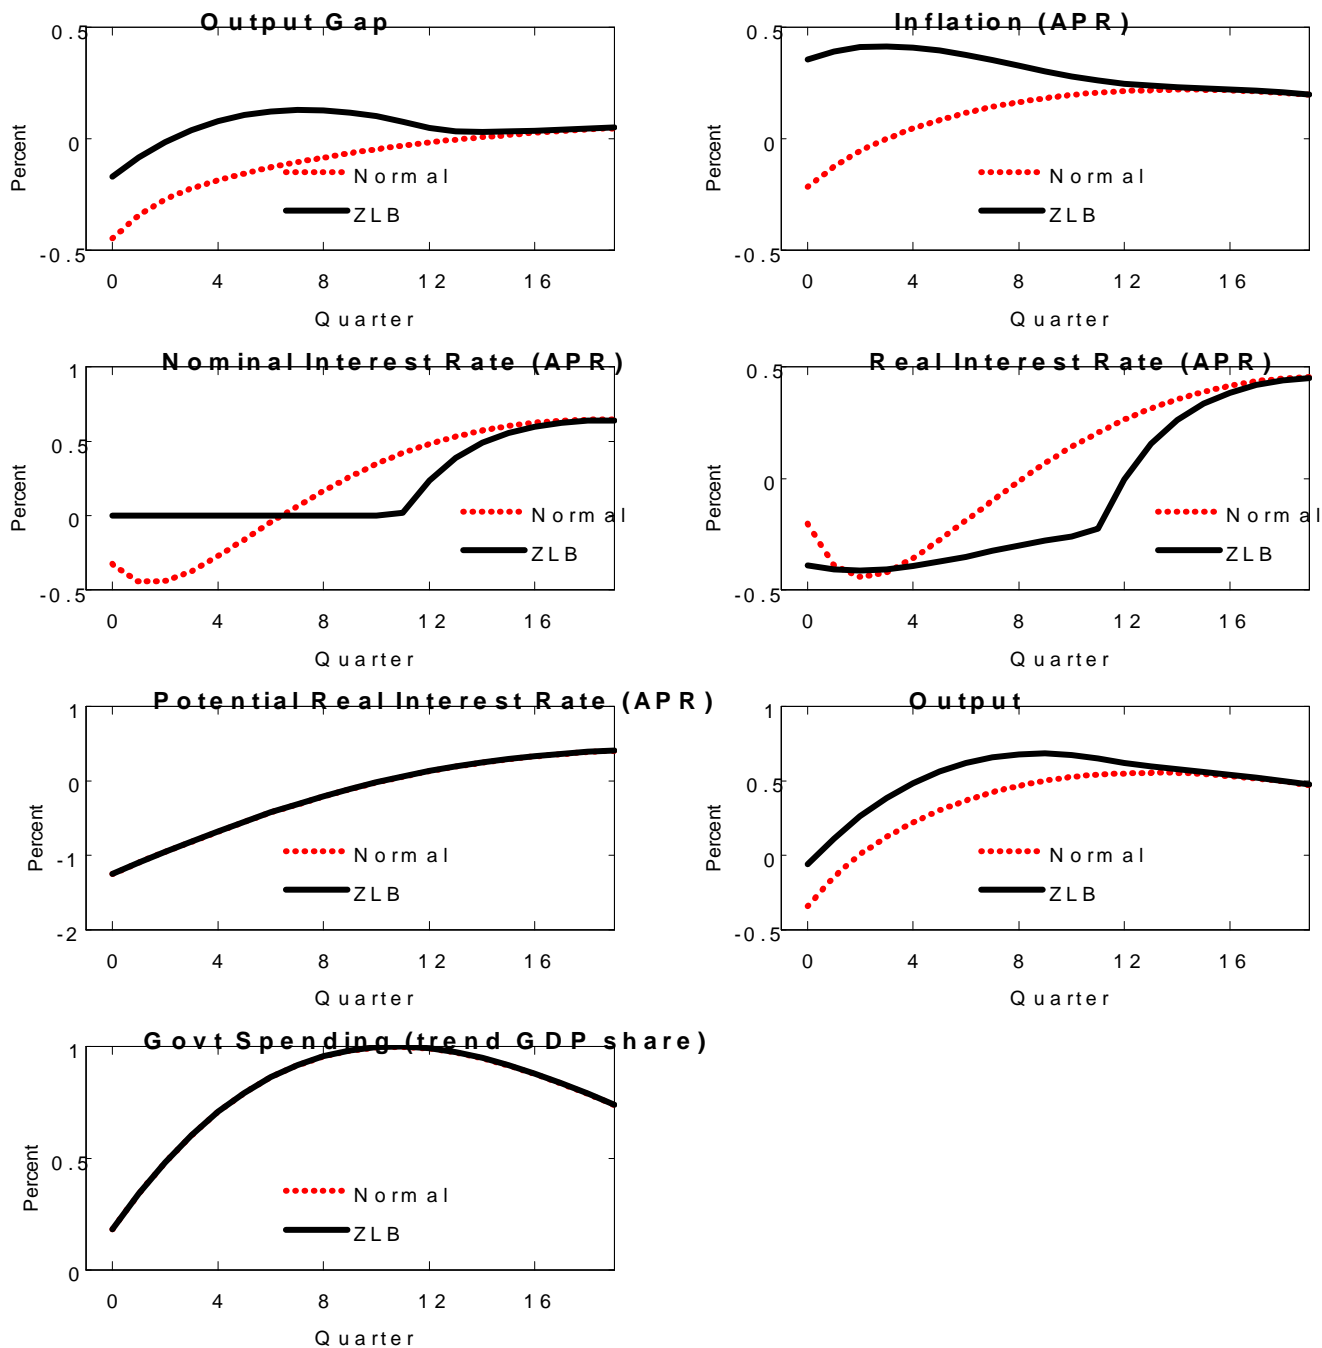 Output Gap
0.5
0
-0.5
Percent
Normal
ZLB
0 4 8 12 16
Quarter
Inflation (APR)
0.5
0
-0.5
Percent
Normal
ZLB
0 4 8 12 16
Quarter
Nominal Interest Rate (APR)
1
0.5
0
-0.5
Percent
Normal
ZLB
0 4 8 12 16
Quarter
Real Interest Rate (APR)
0.5
0
-0.5
Percent
Normal
ZLB
0 4 8 12 16
Quarter
Potential Real Interest Rate (APR)
1
0
-1
-2
Percent
Normal
ZLB
0 4 8 12 16
Quarter
Output
1
0.5
0
-0.5
Percent
Normal
ZLB
0 4 8 12 16
Quarter
Govt Spending (trend GDP share)
1
0.5
0
Percent
Normal
ZLB
0 4 8 12 16
Quarter